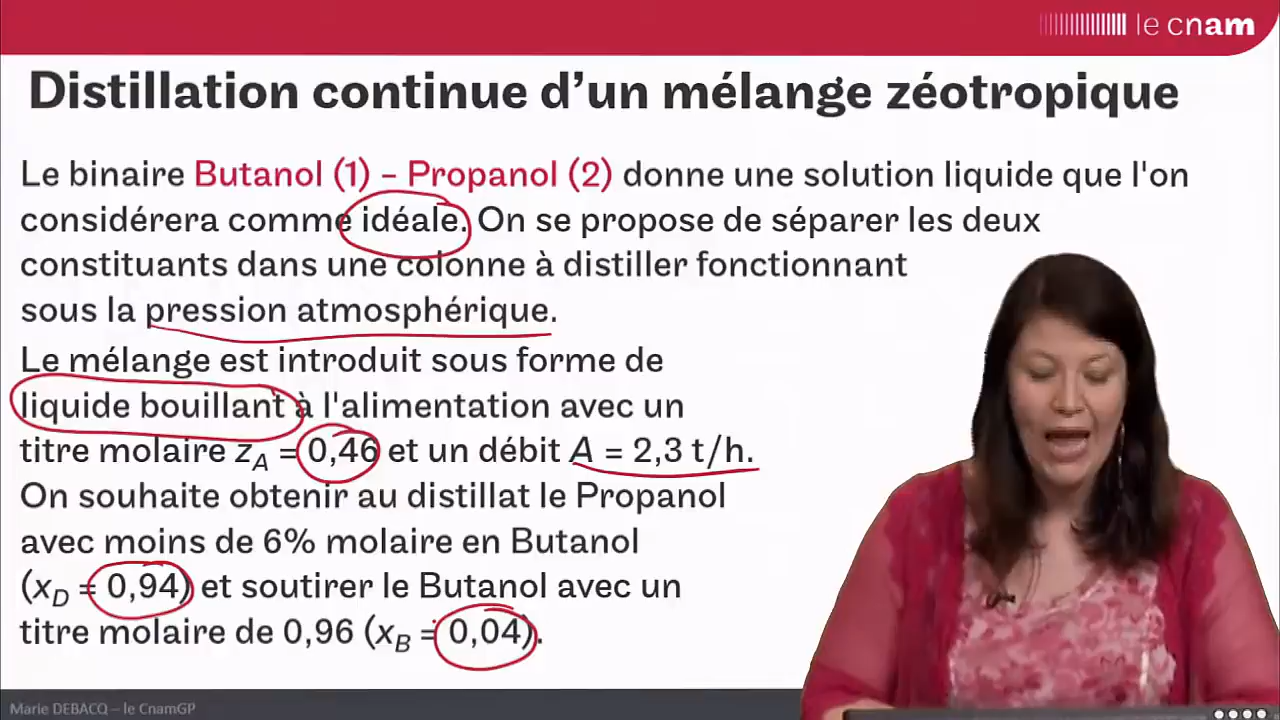 le cnam
Distillation continue d'un mélange zéotropique
Le binaire Butanol (1) – Propanol (2) donne une solution liquide que l'on
considérera comme idéale. On se propose de séparer les deux
constituants dans une colonne à distiller fonctionnant
sous la pression atmosphérique.
Le mélange est introduit sous forme de
liquide bouillant à l'alimentation avec un
titre molaire z_A = 0,46 et un débit A = 2,3 t/h.
On souhaite obtenir au distillat le Propanol
avec moins de 6% molaire en Butanol
(x_D = 0,94) et soutirer le Butanol avec un
titre molaire de 0,96 (x_B = 0,04).
Marie DEBACQ – le CnamGP